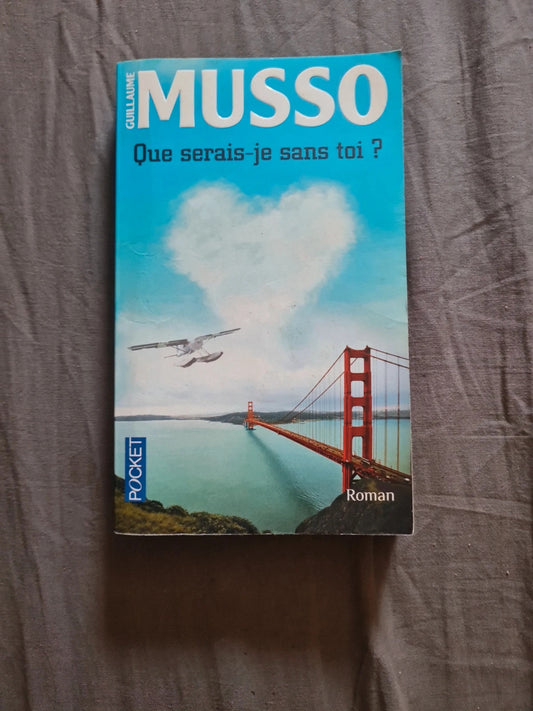 GUILLAUME
MUSSO
Que serais-je sans toi ?
POCKET
Roman